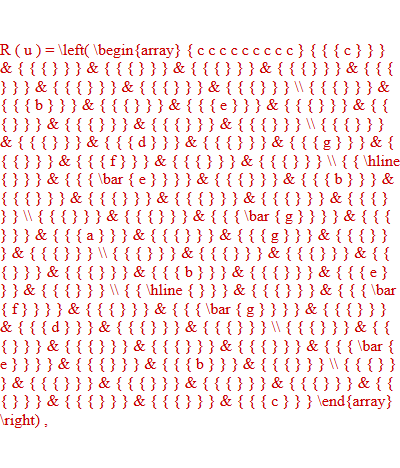 R ( u ) = \left( \begin{array} { c c c c c c c c c } { { { c } } }
& { { { } } } & { { { } } } & { { { } } } & { { { } } } & { { {
} } } & { { { } } } & { { { } } } & { { { } } } \\ { { { } } } &
{ { { b } } } & { { { } } } & { { { e } } } & { { { } } } & { {
{ } } } & { { { } } } & { { { } } } & { { { } } } \\ { { { } } }
& { { { } } } & { { { d } } } & { { { } } } & { { { g } } } & {
{ { } } } & { { { f } } } & { { { } } } & { { { } } } \\ { { \hline
{ } } } & { { { \bar { e } } } } & { { { } } } & { { { b } } } &
{ { { } } } & { { { } } } & { { { } } } & { { { } } } & { { {
} } } \\ { { { } } } & { { { } } } & { { { \bar { g } } } } & { { {
} } } & { { { a } } } & { { { } } } & { { { g } } } & { { { } }
} & { { { } } } \\ { { { } } } & { { { } } } & { { { } } } & { {
{ } } } & { { { } } } & { { { b } } } & { { { } } } & { { { e }
} } & { { { } } } \\ { { \hline { } } } & { { { } } } & { { { \bar
{ f } } } } & { { { } } } & { { { \bar { g } } } } & { { { } } }
& { { { d } } } & { { { } } } & { { { } } } \\ { { { } } } & { {
{ } } } & { { { } } } & { { { } } } & { { { } } } & { { { \bar {
e } } } } & { { { } } } & { { { b } } } & { { { } } } \\ { { { }
} } & { { { } } } & { { { } } } & { { { } } } & { { { } } } & { {
{ } } } & { { { } } } & { { { } } } & { { { c } } } \end{array}
\right) ,